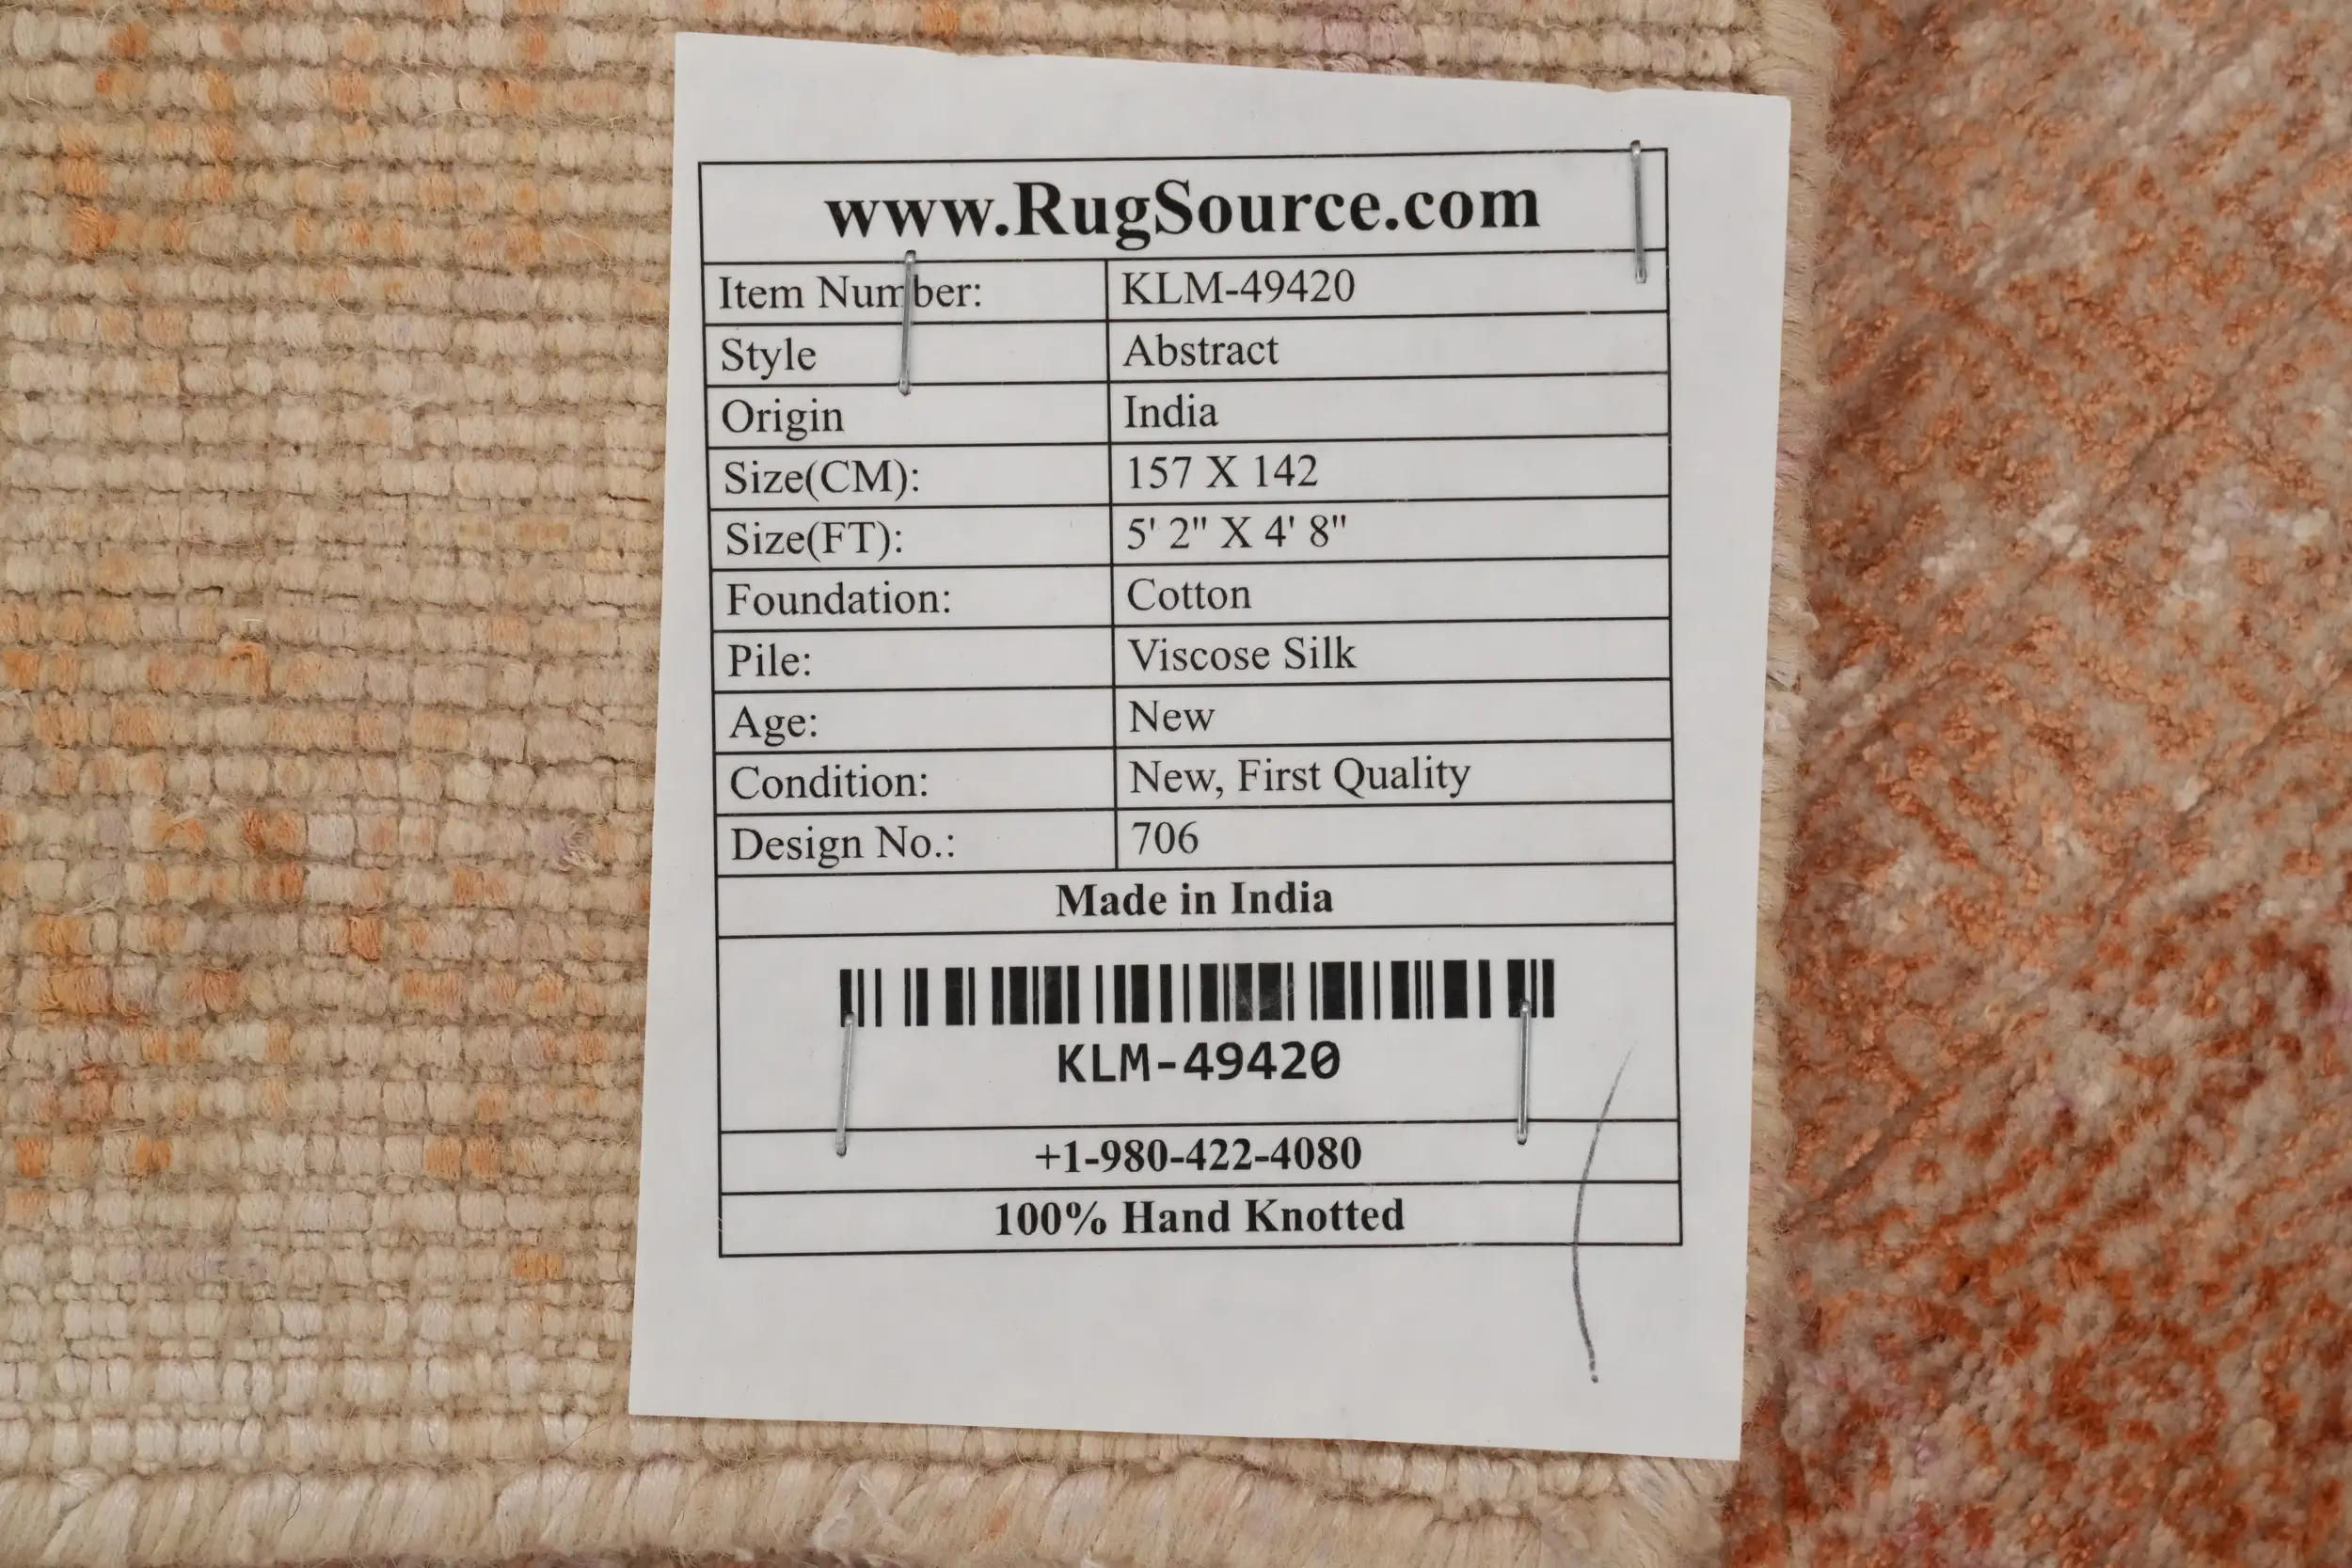 www.RugSource.com
Item Number: KLM-49420
Style Abstract
Origin India
Size(CM): 157 X 142
Size(FT): 5' 2" X 4' 8"
Foundation: Cotton
Pile: Viscose Silk
Age: New
Condition: New, First Quality
Design No.: 706
Made in India
KLM-49420
+1-980-422-4080
100% Hand Knotted